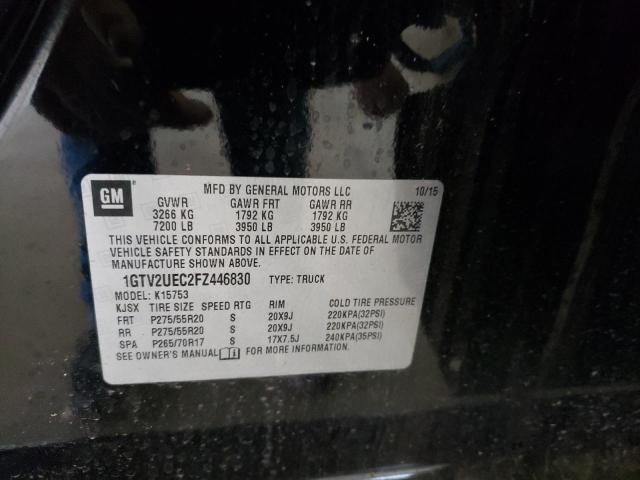 GM
MFD BY GENERAL MOTORS LLC 10/15
GVWR GAWR FRT GAWR RR
3266 KG 1792 KG 1792 KG
7200 LB 3950 LB 3950 LB
THIS VEHICLE CONFORMS TO ALL APPLICABLE U.S. FEDERAL MOTOR
VEHICLE SAFETY STANDARDS IN EFFECT ON THE DATE OF
MANUFACTURE SHOWN ABOVE.
1GTV2UEC2FZ446830 TYPE: TRUCK
MODEL: K15753
KJSX TIRE SIZE SPEED RTG RIM COLD TIRE PRESSURE
FRT P275/55R20 S 20X9J 220KPA(32PSI)
RR P275/55R20 S 20X9J 220KPA(32PSI)
SPA P265/70R17 S 17X7.5J 240KPA(35PSI)
SEE OWNER'S MANUAL FOR MORE INFORMATION.